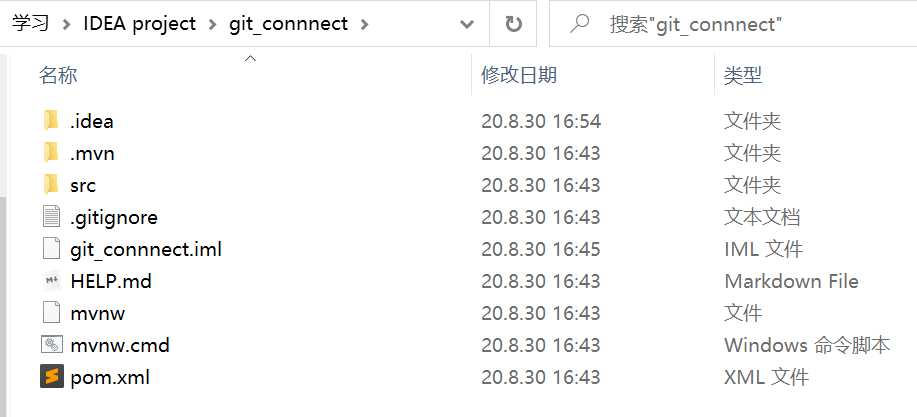 学习 > IDEA project > git_connnect >
搜索"git_connnect"
名称 修改日期 类型
.idea 20.8.30 16:54 文件夹
.mvn 20.8.30 16:43 文件夹
src 20.8.30 16:43 文件夹
.gitignore 20.8.30 16:43 文本文档
git_connnect.iml 20.8.30 16:45 IML 文件
HELP.md 20.8.30 16:43 Markdown File
mvnw 20.8.30 16:43 文件
mvnw.cmd 20.8.30 16:43 Windows 命令脚本
pom.xml 20.8.30 16:43 XML 文件